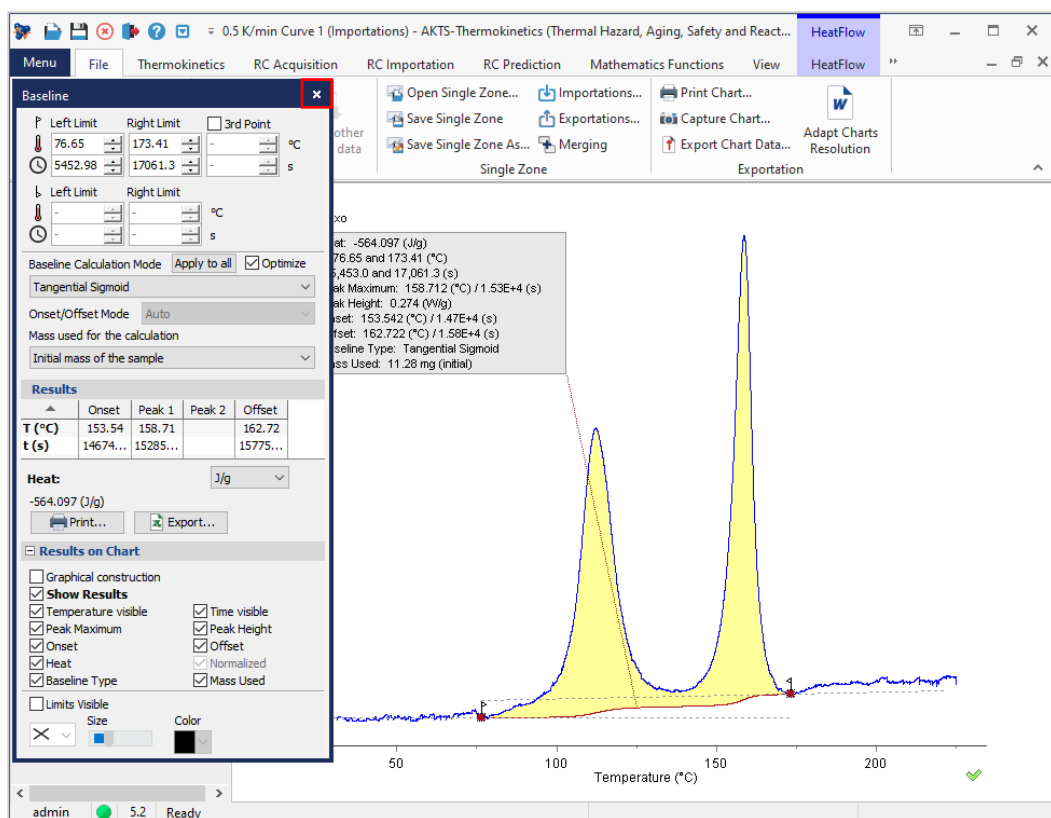 0.5 K/min Curve 1 (Importations) - AKTS-Thermokinetics (Thermal Hazard, Aging, Safety and React...
HeatFlow
Menu
File
Thermokinetics
RC Acquisition
RC Importation
RC Prediction
Mathematics Functions
View
HeatFlow
Baseline
Left Limit
Right Limit
3rd Point
76.65
173.41
-
°C
5452.98
17061.3
-
s
Left Limit
Right Limit
-
-
°C
-
-
s
Baseline Calculation Mode
Apply to all
Optimize
Tangential Sigmoid
Onset/Offset Mode
Auto
Mass used for the calculation
Initial mass of the sample
Results
Onset Peak 1 Peak 2 Offset
T (°C) 153.54 158.71 162.72
t (s) 14674... 15285... 15775...
Heat:
J/g
-564.097 (J/g)
Print...
Export...
Results on Chart
Graphical construction
Show Results
Temperature visible
Time visible
Peak Maximum
Peak Height
Onset
Offset
Heat
Normalized
Baseline Type
Mass Used
Limits Visible
Size
Color
other
data
Open Single Zone...
Importations...
Save Single Zone
Exportations...
Save Single Zone As...
Merging
Single Zone
Print Chart...
Capture Chart...
Export Chart Data...
Adapt Charts
Resolution
Exportation
xo
at: -564.097 (J/g)
76.65 and 173.41 (°C)
5,453.0 and 17,061.3 (s)
ak Maximum: 158.712 (°C) / 1.53E+4 (s)
ak Height: 0.274 (W/g)
set: 153.542 (°C) / 1.47E+4 (s)
fset: 162.722 (°C) / 1.58E+4 (s)
seline Type: Tangential Sigmoid
ss Used: 11.28 mg (initial)
50
100
150
200
Temperature (°C)
admin
5.2
Ready